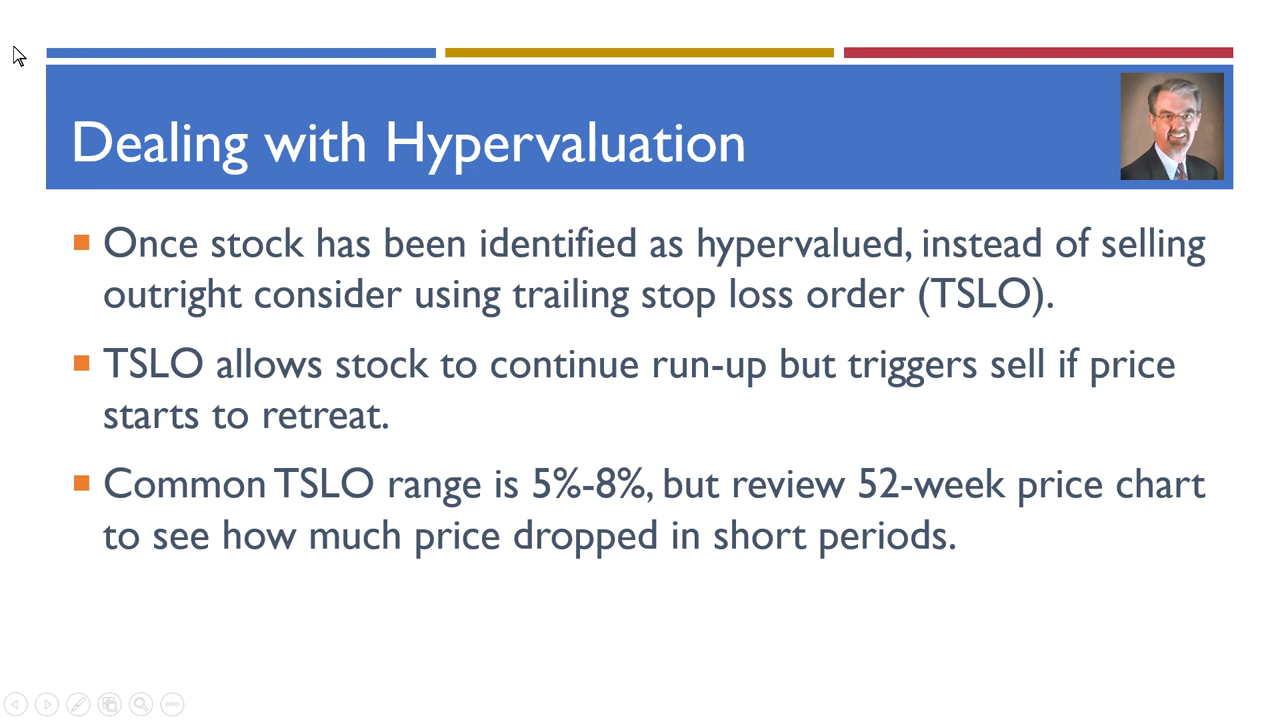 Dealing with Hypervaluation
Once stock has been identified as hypervalued, instead of selling
outright consider using trailing stop loss order (TSLO).
TSLO allows stock to continue run-up but triggers sell if price
starts to retreat.
Common TSLO range is 5%-8%, but review 52-week price chart
to see how much price dropped in short periods.